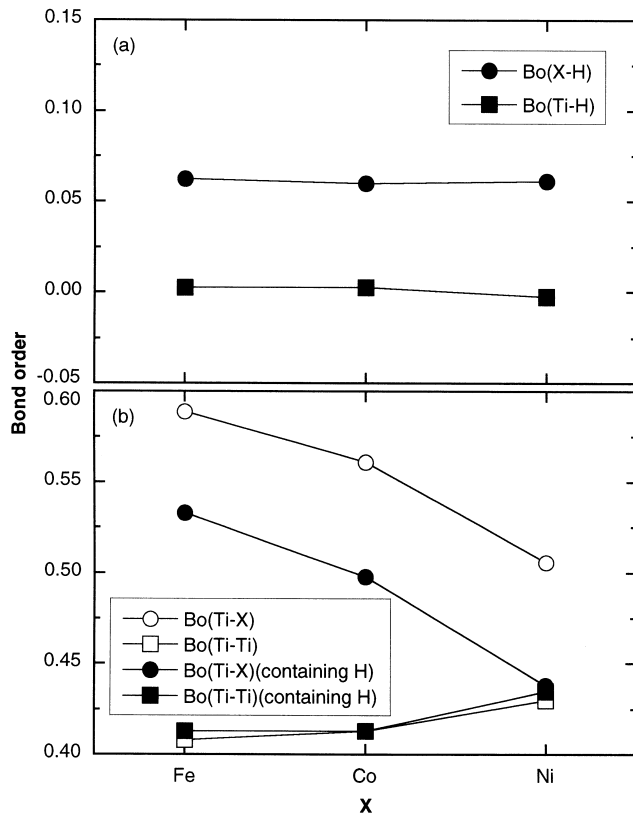 0.15
(a)
Bo(X-H)
Bo(Ti-H)
0.10
0.05
0.00
-0.05
Bond order
0.60
(b)
0.55
0.50
Bo(Ti-X)
Bo(Ti-Ti)
Bo(Ti-X)(containing H)
Bo(Ti-Ti)(containing H)
0.45
0.40
Fe Co Ni
X